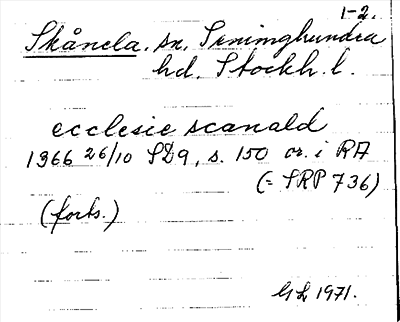 1-2.
Skånela. sn. Seminghundra
hd. Stockh. l.
ecclesie scanald
1366 26/10 SD9, s. 150 or. i RA
(= SRP 736)
(forts.)
GL 1971.